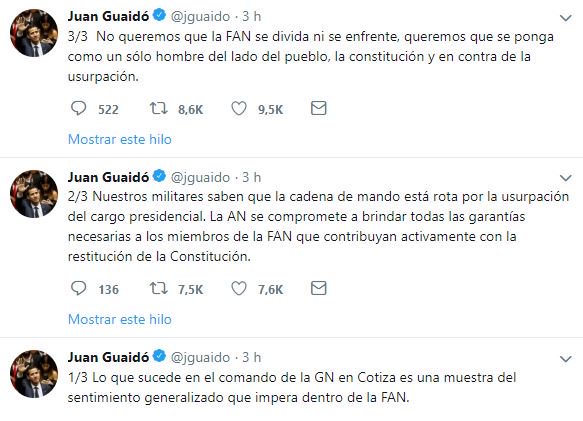 Juan Guaidó @jguaido · 3 h
3/3 No queremos que la FAN se divida ni se enfrente, queremos que se ponga
como un sólo hombre del lado del pueblo, la constitución y en contra de la
usurpación.
522 8,6K 9,5K
Mostrar este hilo
Juan Guaidó @jguaido · 3 h
2/3 Nuestros militares saben que la cadena de mando está rota por la usurpación
del cargo presidencial. La AN se compromete a brindar todas las garantías
necesarias a los miembros de la FAN que contribuyan activamente con la
restitución de la Constitución.
136 7,5K 7,6K
Mostrar este hilo
Juan Guaidó @jguaido · 3 h
1/3 Lo que sucede en el comando de la GN en Cotiza es una muestra del
sentimiento generalizado que impera dentro de la FAN.